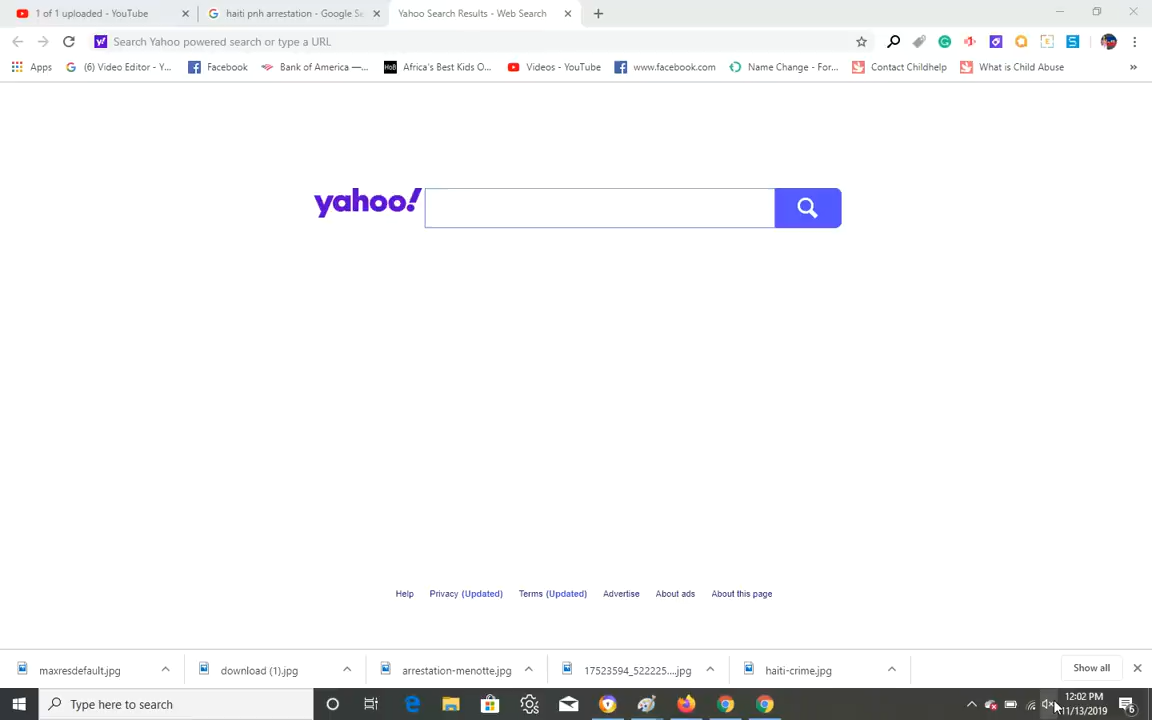 1 of 1 uploaded - YouTube
haiti pnh arrestation - Google Se
Yahoo Search Results - Web Search
Search Yahoo powered search or type a URL
Apps
(6) Video Editor - Y...
Facebook
Bank of America —...
Africa's Best Kids O...
Videos - YouTube
www.facebook.com
Name Change - For...
Contact Childhelp
What is Child Abuse
»
yahoo!
Help
Privacy (Updated)
Terms (Updated)
Advertise
About ads
About this page
maxresdefault.jpg
download (1).jpg
arrestation-menotte.jpg
17523594_522225....jpg
haiti-crime.jpg
Show all
Type here to search
12:02 PM
11/13/2019
6